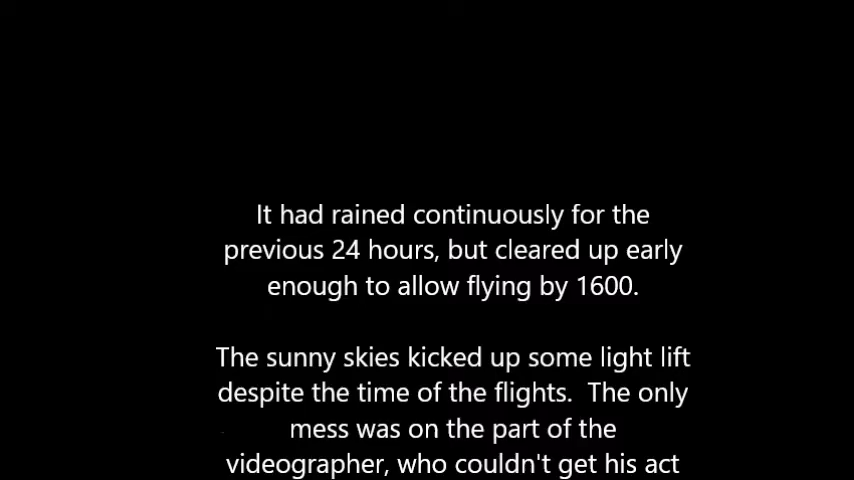 It had rained continuously for the
previous 24 hours, but cleared up early
enough to allow flying by 1600.
The sunny skies kicked up some light lift
despite the time of the flights.  The only
mess was on the part of the
videographer, who couldn't get his act